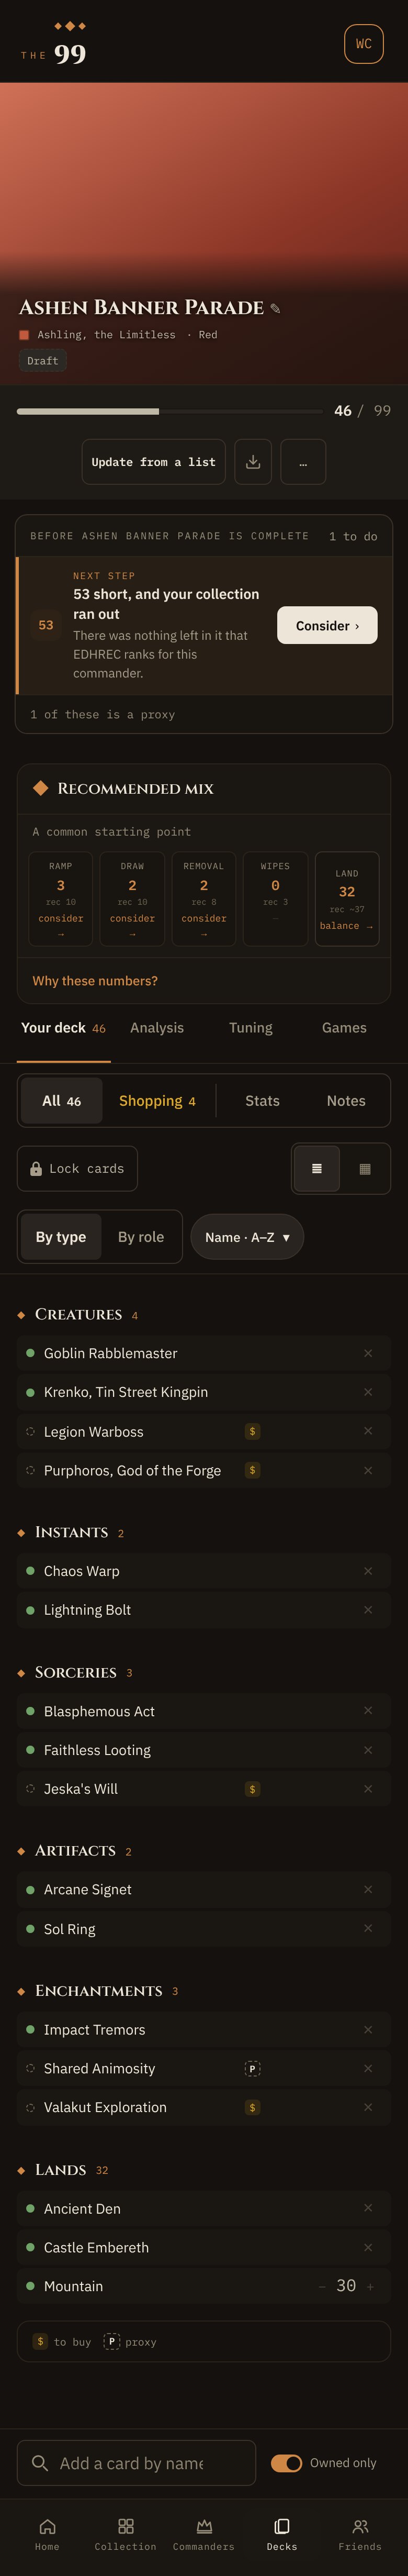 THE 99
WC
Ashen Banner Parade ✎
Ashling, the Limitless · Red
Draft
46 / 99
Update from a list
…
BEFORE ASHEN BANNER PARADE IS COMPLETE 1 to do
NEXT STEP
53
53 short, and your collection
ran out
There was nothing left in it that
EDHREC ranks for this
commander.
Consider ›
1 of these is a proxy
Recommended mix
A common starting point
RAMP
3
rec 10
consider
→
DRAW
2
rec 10
consider
→
REMOVAL
2
rec 8
consider
→
WIPES
0
rec 3
—
LAND
32
rec ~37
balance →
Why these numbers?
Your deck 46 Analysis Tuning Games
All 46 Shopping 4 Stats Notes
Lock cards
By type By role Name · A–Z ▾
Creatures 4
Goblin Rabblemaster ×
Krenko, Tin Street Kingpin ×
Legion Warboss $ ×
Purphoros, God of the Forge $ ×
Instants 2
Chaos Warp ×
Lightning Bolt ×
Sorceries 3
Blasphemous Act ×
Faithless Looting ×
Jeska's Will $ ×
Artifacts 2
Arcane Signet ×
Sol Ring ×
Enchantments 3
Impact Tremors ×
Shared Animosity P ×
Valakut Exploration $ ×
Lands 32
Ancient Den ×
Castle Embereth ×
Mountain − 30 +
$ to buy P proxy
Add a card by name
Owned only
Home Collection Commanders Decks Friends